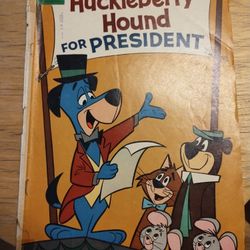 Huckleberry
Hound
FOR PRESIDENT